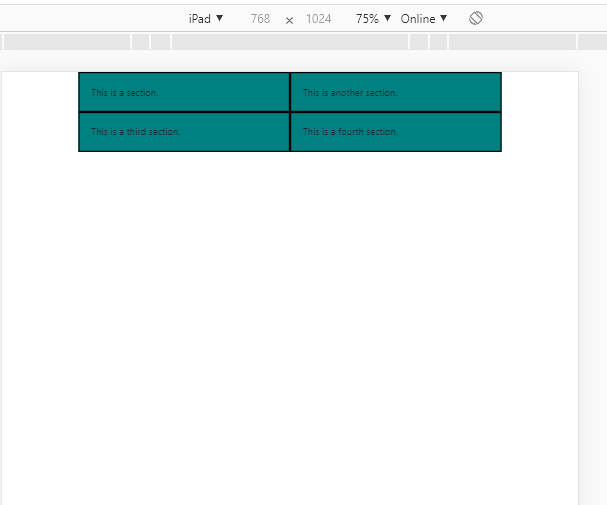 iPad ▼ 768 × 1024 75% ▼ Online ▼
This is a section. This is another section.
This is a third section. This is a fourth section.